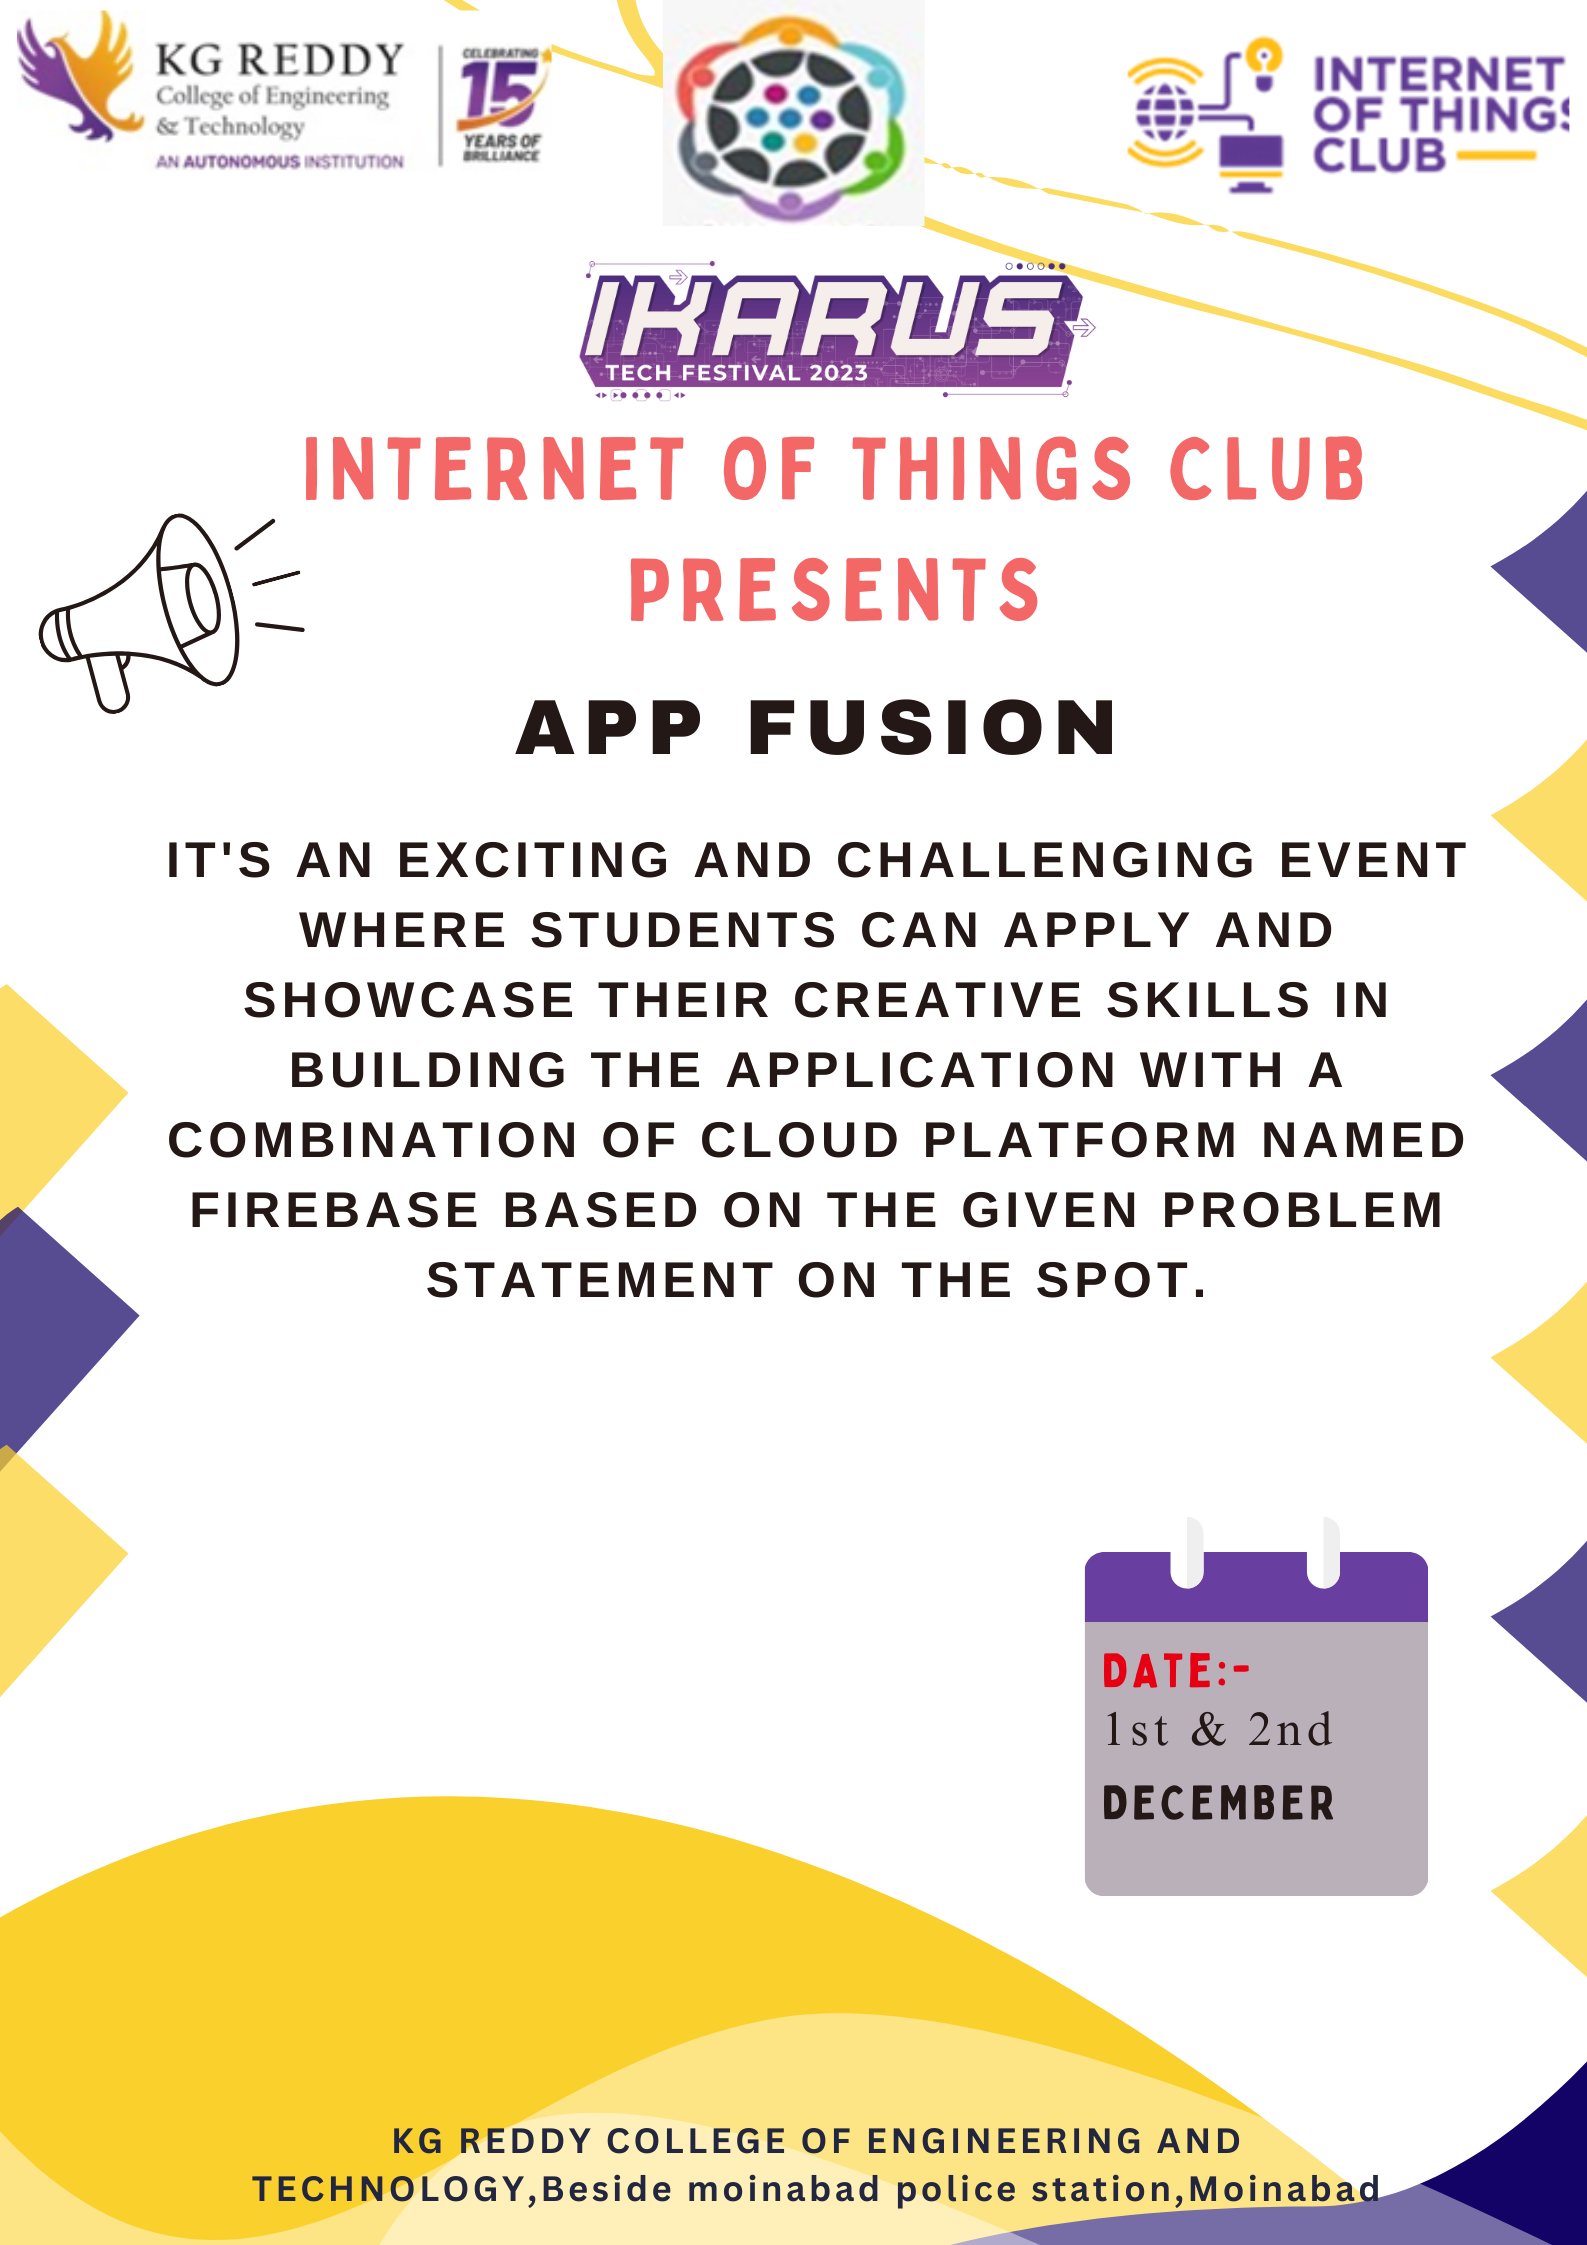 KG REDDY
College of Engineering
& Technology
AN AUTONOMOUS INSTITUTION
CELEBRATING
15
YEARS OF
BRILLIANCE
INTERNET
OF THINGS
CLUB
IKARUS
TECH FESTIVAL 2023
INTERNET OF THINGS CLUB
PRESENTS
APP FUSION
IT'S AN EXCITING AND CHALLENGING EVENT
WHERE STUDENTS CAN APPLY AND
SHOWCASE THEIR CREATIVE SKILLS IN
BUILDING THE APPLICATION WITH A
COMBINATION OF CLOUD PLATFORM NAMED
FIREBASE BASED ON THE GIVEN PROBLEM
STATEMENT ON THE SPOT.
DATE:-
1st & 2nd
DECEMBER
KG REDDY COLLEGE OF ENGINEERING AND
TECHNOLOGY,Beside moinabad police station,Moinabad